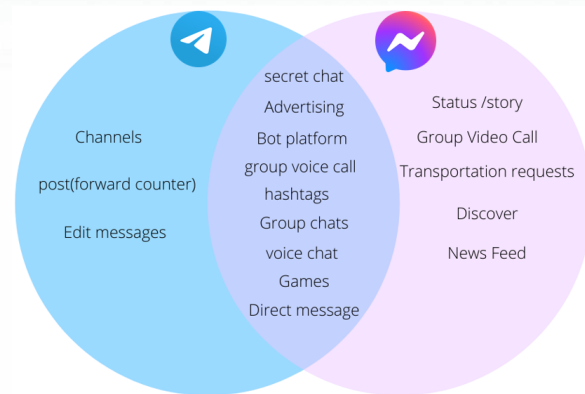 Channels
post(forward counter)
Edit messages
secret chat
Advertising
Bot platform
group voice call
hashtags
Group chats
voice chat
Games
Direct message
Status /story
Group Video Call
Transportation requests
Discover
News Feed